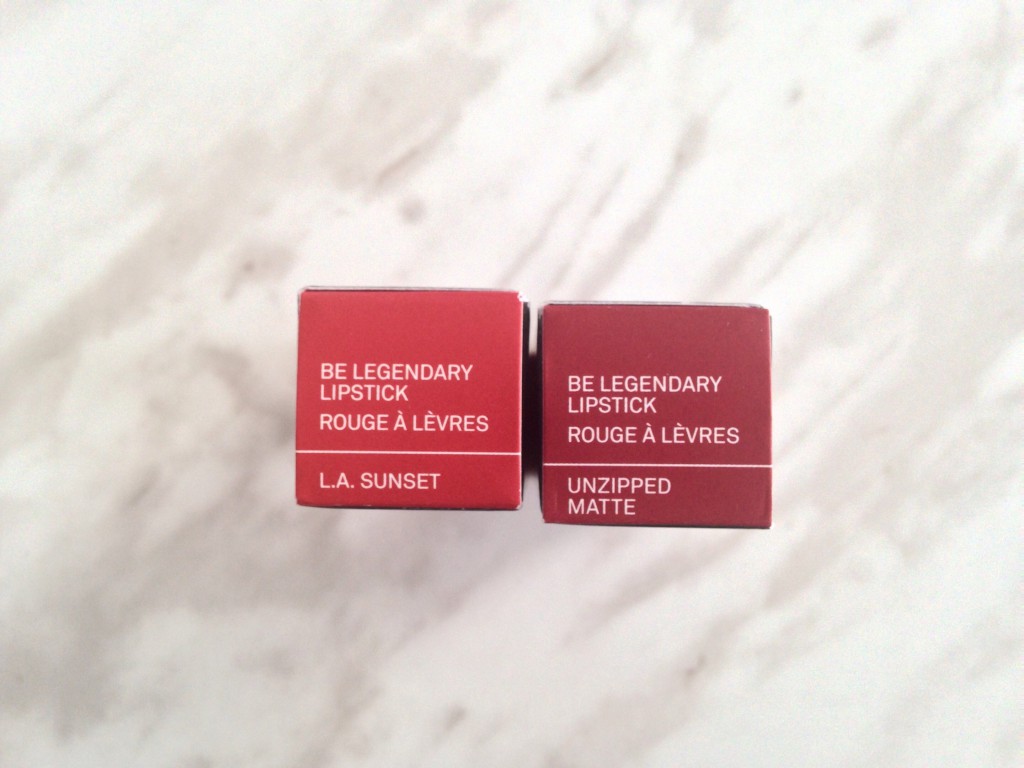 BE LEGENDARY
LIPSTICK
ROUGE À LÈVRES
L.A. SUNSET
BE LEGENDARY
LIPSTICK
ROUGE À LÈVRES
UNZIPPED
MATTE